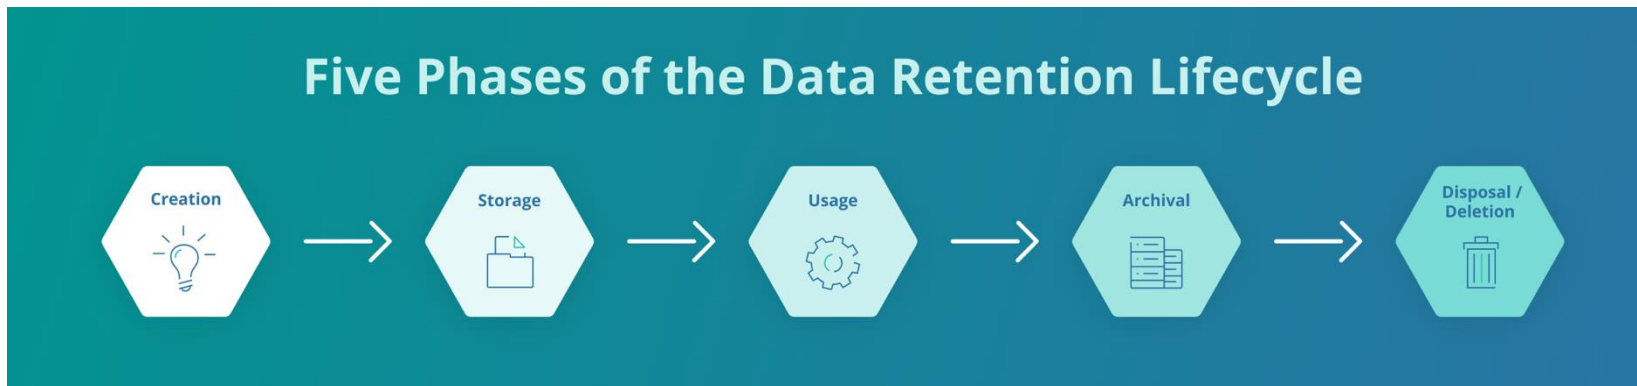 Five Phases of the Data Retention Lifecycle
Creation
Storage
Usage
Archival
Disposal /
Deletion